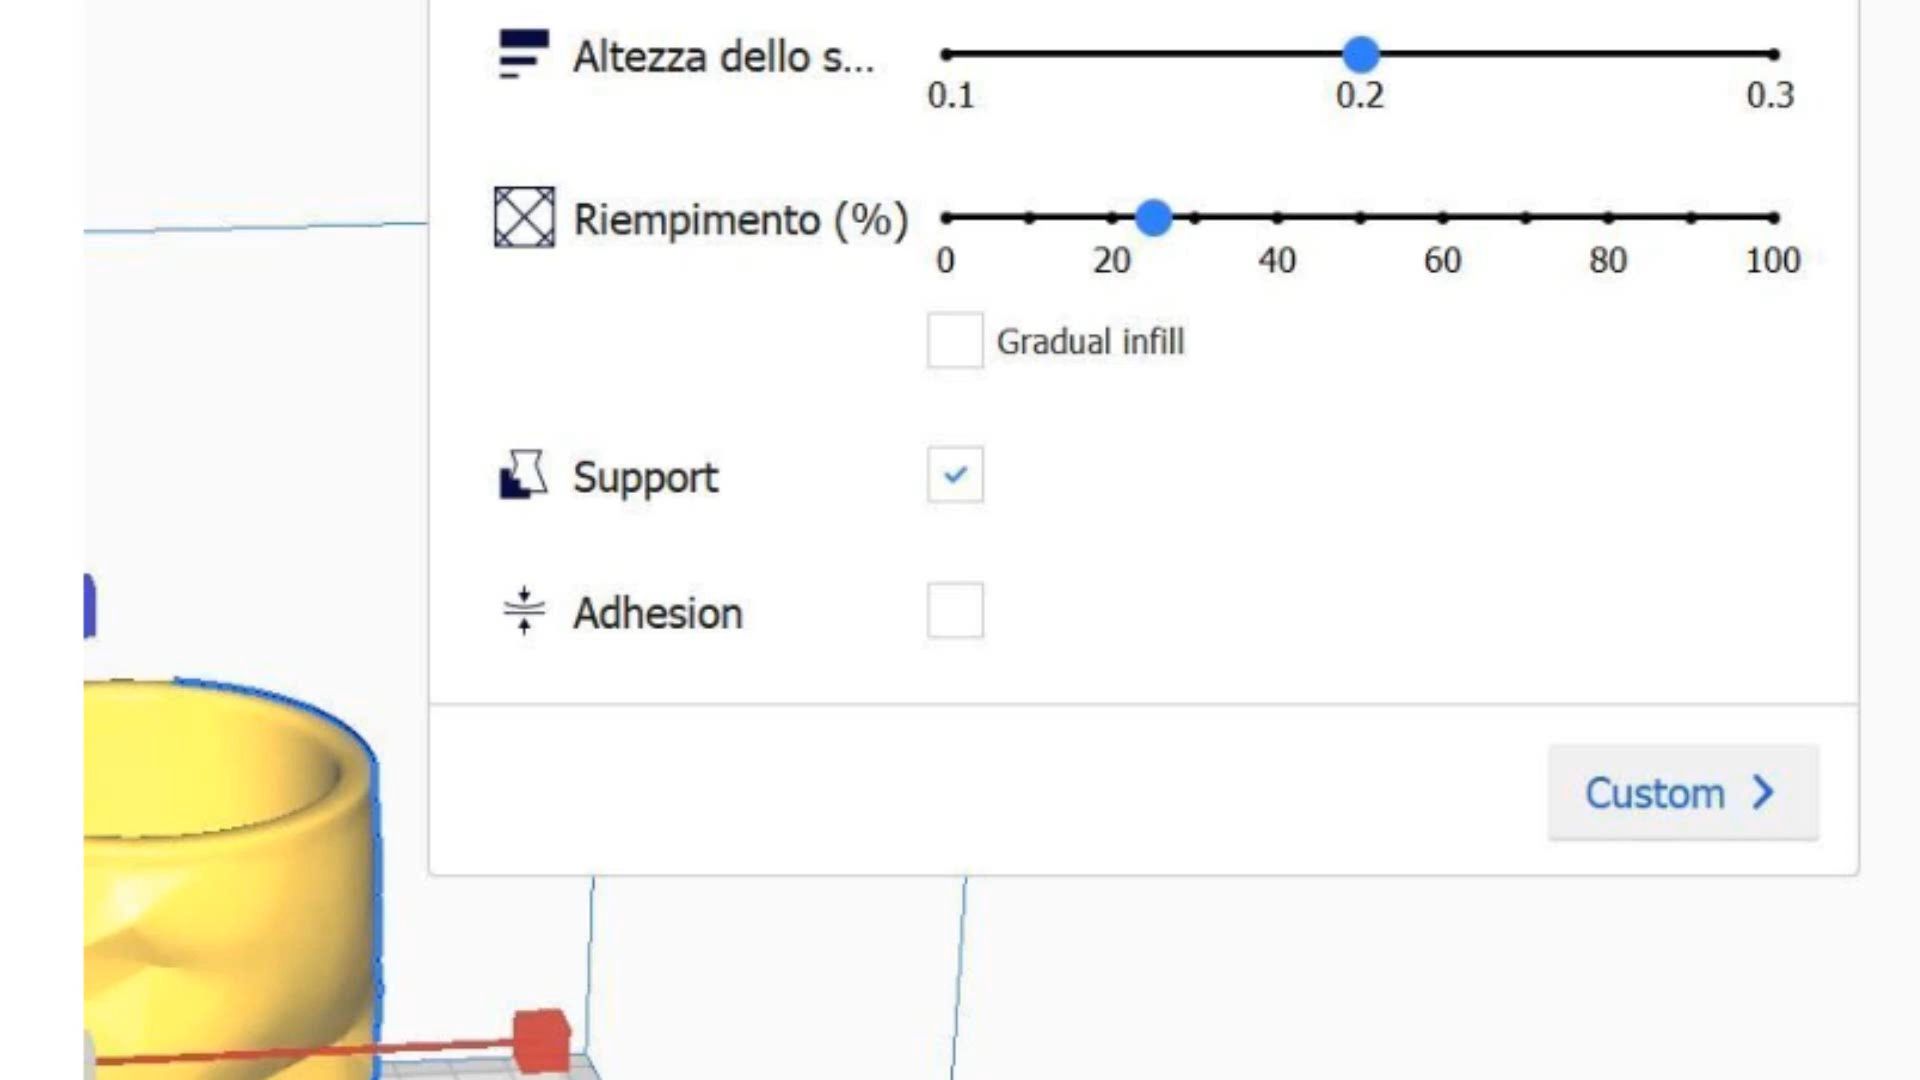 Altezza dello s...
0.1 0.2 0.3
Riempimento (%)
0 20 40 60 80 100
Gradual infill
Support
Adhesion
Custom